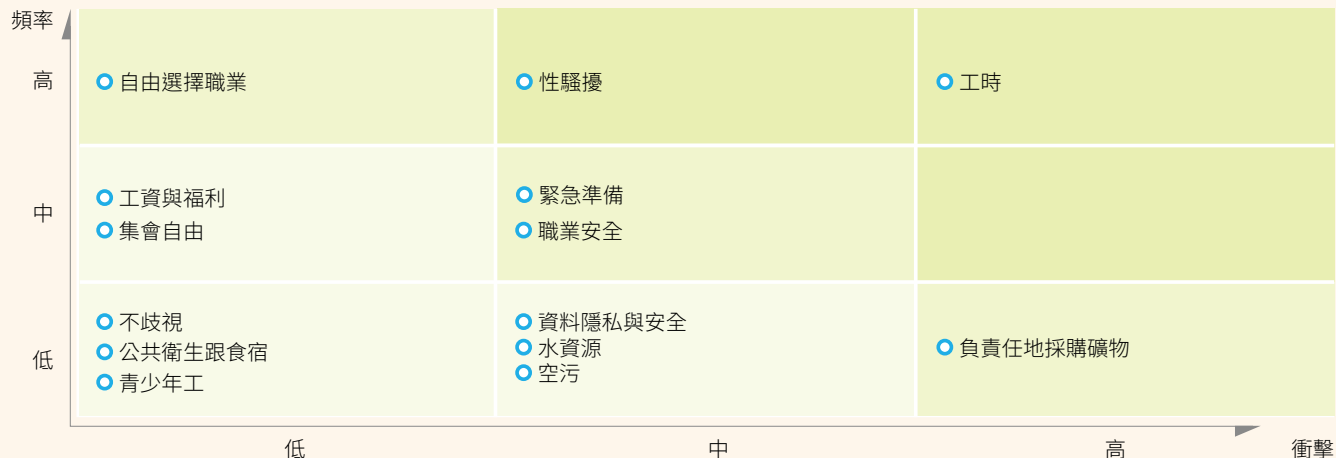 頻率
高
自由選擇職業
性騷擾
工時
中
工資與福利
集會自由
緊急準備
職業安全
低
不歧視
公共衛生跟食宿
青少年工
資料隱私與安全
水資源
空污
負責任地採購礦物
低
中
高
衝擊